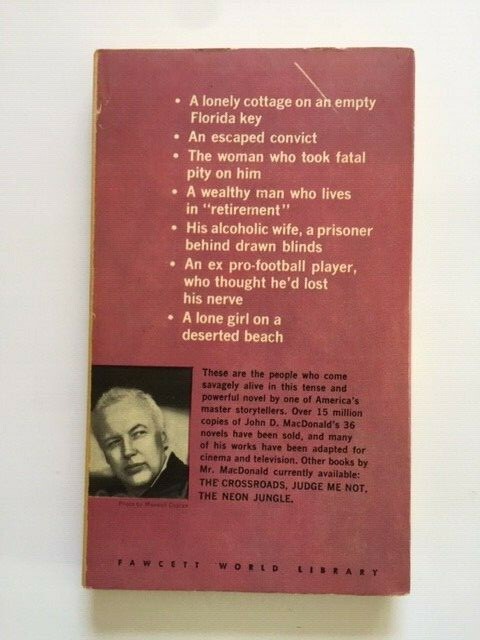 • A lonely cottage on an empty
Florida key
• An escaped convict
• The woman who took fatal
pity on him
• A wealthy man who lives
in "retirement"
• His alcoholic wife, a prisoner
behind drawn blinds
• An ex pro-football player,
who thought he'd lost
his nerve
• A lone girl on a
deserted beach
These are the people who come
savagely alive in this tense and
powerful novel by one of America's
master storytellers. Over 15 million
copies of John D. MacDonald's 36
novels have been sold, and many
of his works have been adapted for
cinema and television. Other books by
Mr. MacDonald currently available:
THE CROSSROADS, JUDGE ME NOT,
THE NEON JUNGLE.
Photo by
FAWCETT WORLD LIBRARY